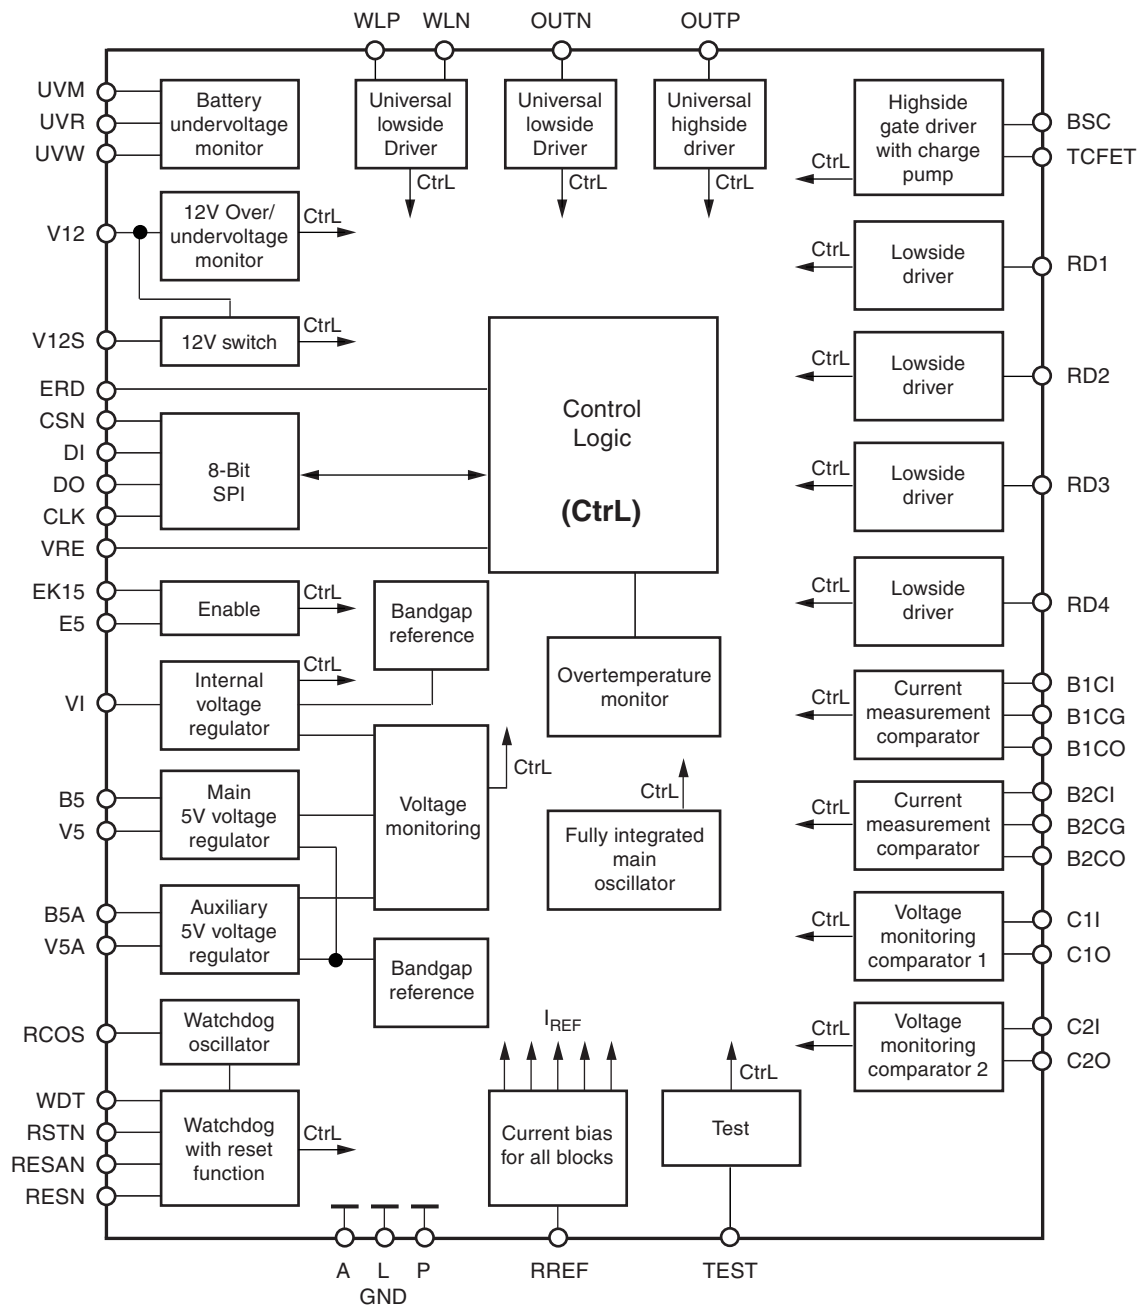 WLP
WLN
OUTN
OUTP
UVM
UVR
UVW
Battery
undervoltage
monitor
Universal
lowside
Driver
CtrL
Universal
lowside
Driver
CtrL
Universal
highside
driver
CtrL
Highside
gate driver
with charge
pump
CtrL
BSC
TCFET
V12
12V Over/
undervoltage
monitor
CtrL
Lowside
driver
CtrL
RD1
V12S
12V switch
CtrL
Lowside
driver
CtrL
RD2
ERD
CSN
DI
DO
CLK
VRE
8-Bit
SPI
Control
Logic
(CtrL)
Lowside
driver
CtrL
RD3
EK15
E5
Enable
CtrL
Bandgap
reference
Lowside
driver
CtrL
RD4
VI
Internal
voltage
regulator
CtrL
Overtemperature
monitor
Current
measurement
comparator
CtrL
B1CI
B1CG
B1CO
B5
V5
Main
5V voltage
regulator
Voltage
monitoring
CtrL
CtrL
Fully integrated
main
oscillator
Current
measurement
comparator
CtrL
B2CI
B2CG
B2CO
B5A
V5A
Auxiliary
5V voltage
regulator
Bandgap
reference
Voltage
monitoring
comparator 1
CtrL
C1I
C1O
RCOS
Watchdog
oscillator
IREF
Voltage
monitoring
comparator 2
CtrL
C2I
C2O
WDT
RSTN
RESAN
RESN
Watchdog
with reset
function
CtrL
Current bias
for all blocks
CtrL
Test
A
L
P
GND
RREF
TEST